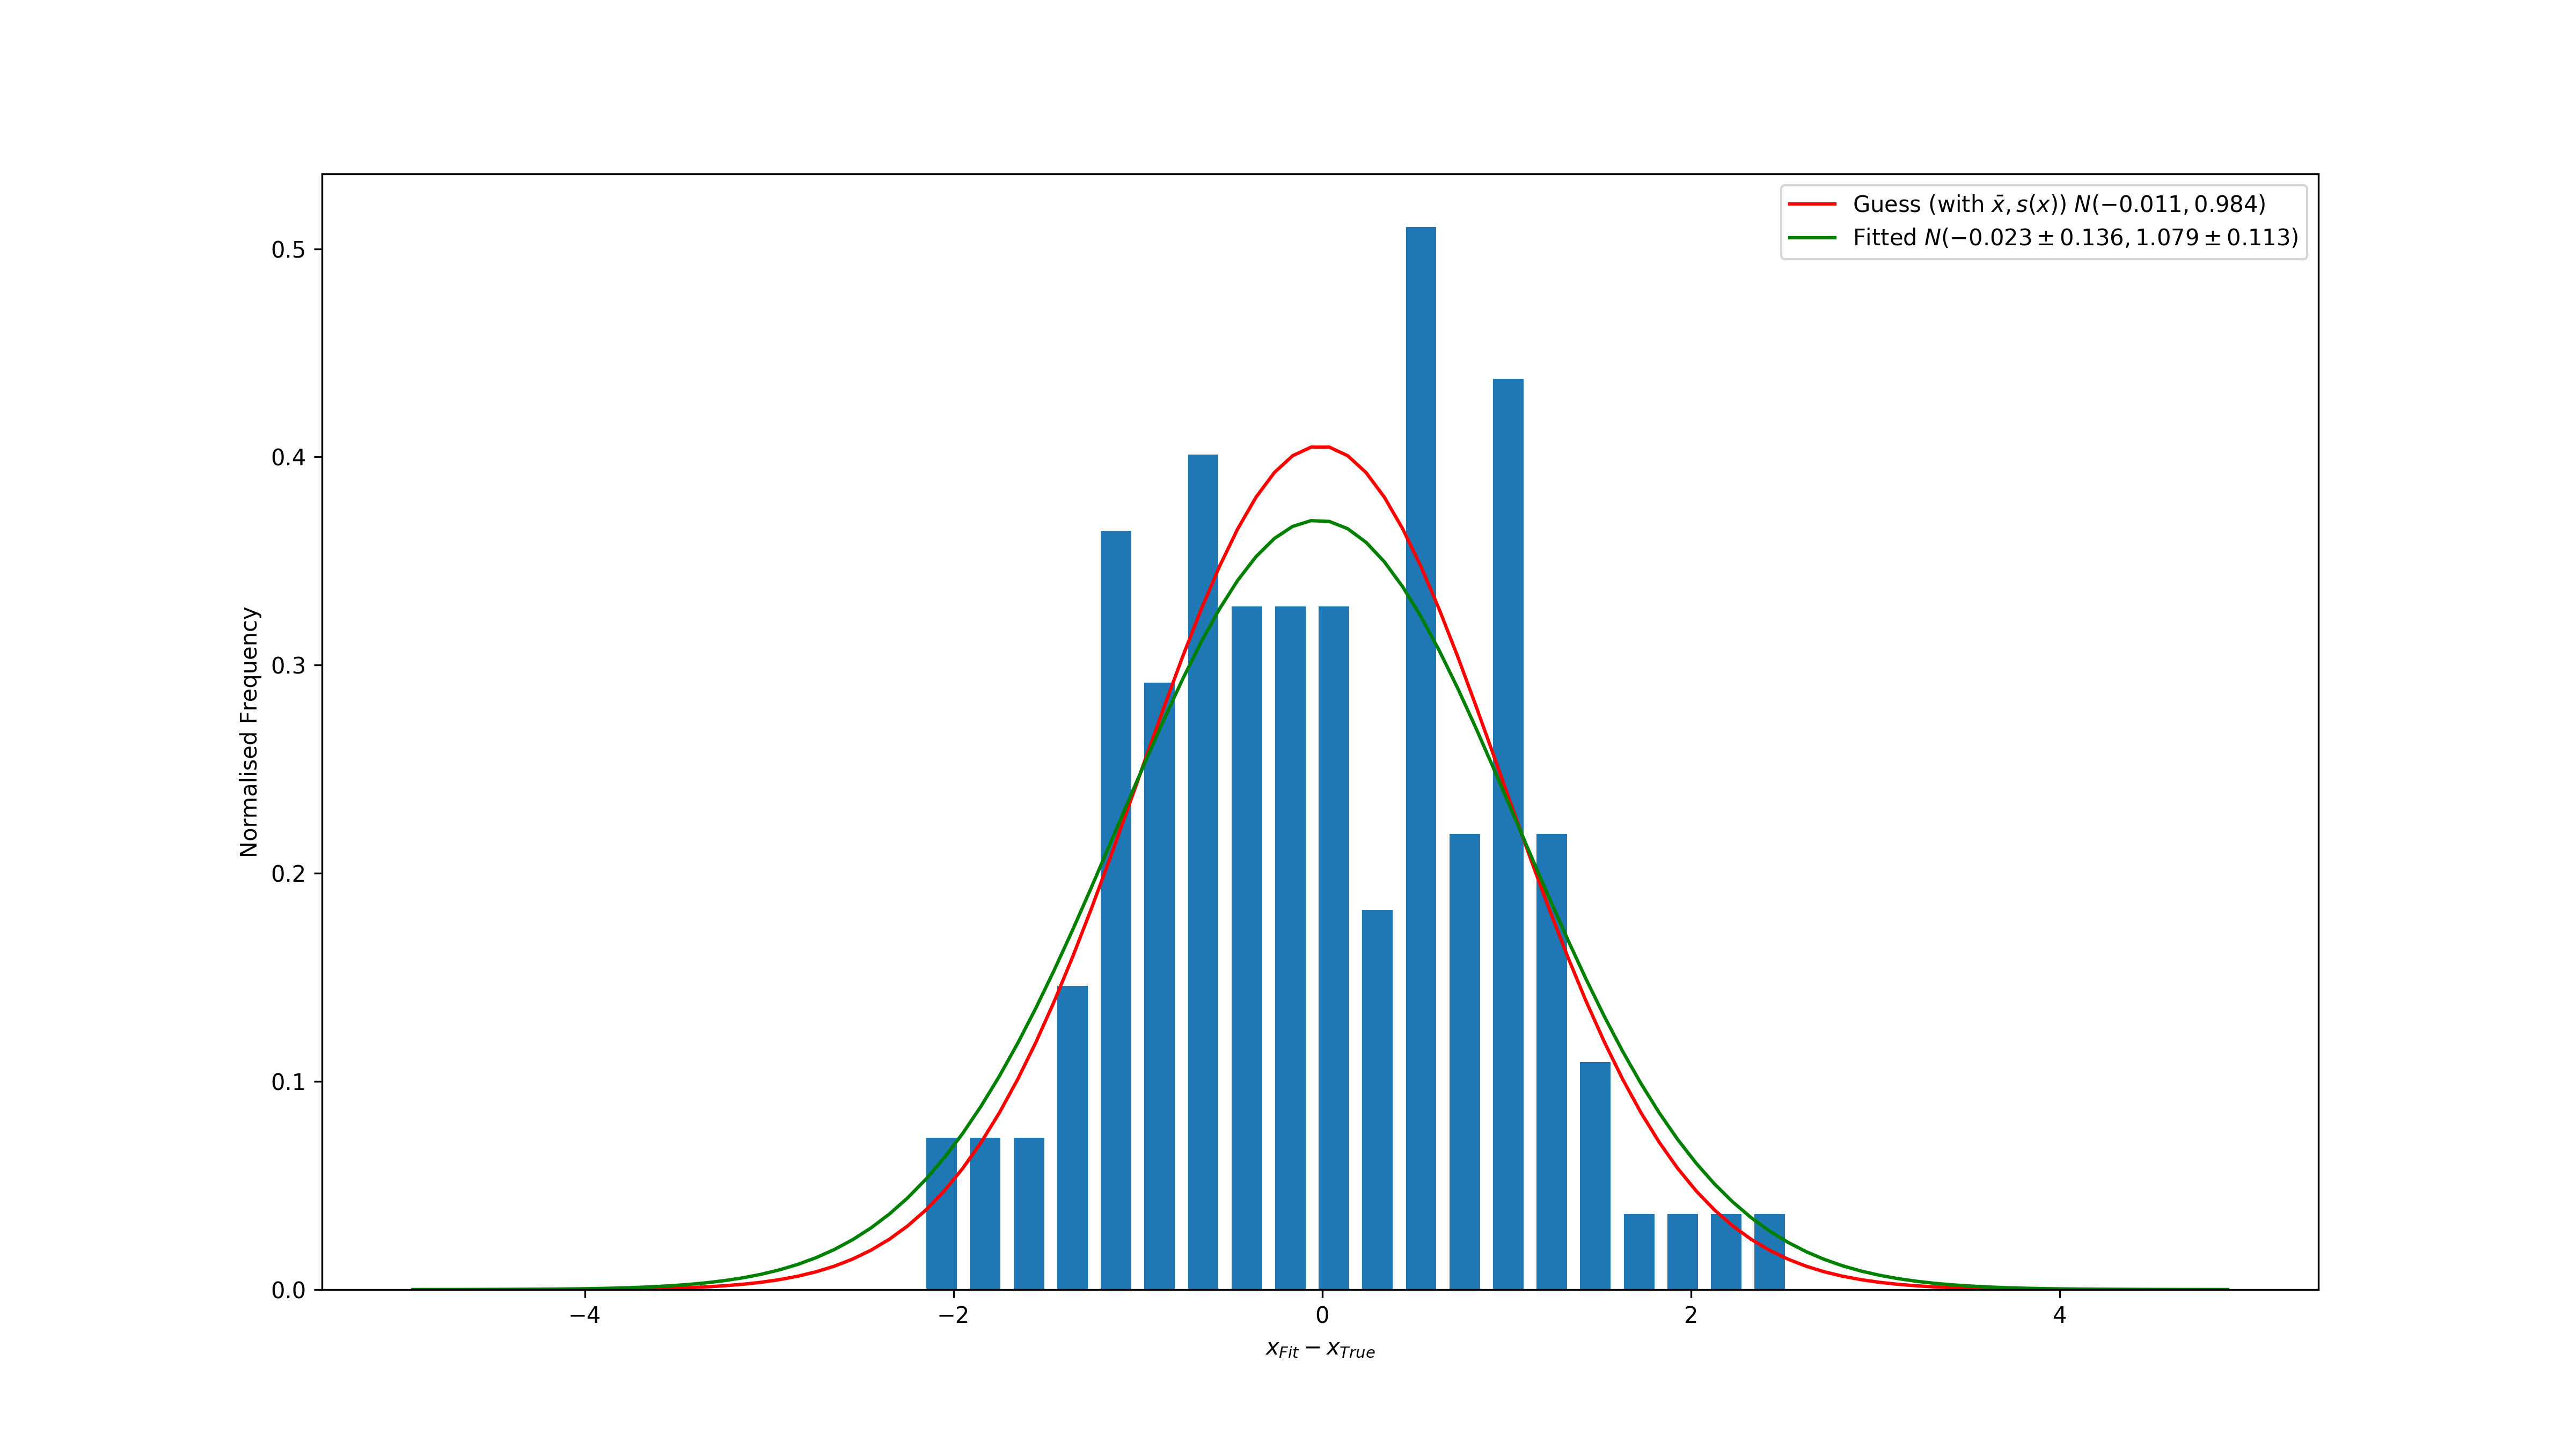 Guess (with x̄, s(x)) N(−0.011, 0.984)
Fitted N(−0.023 ± 0.136, 1.079 ± 0.113)
0.5
0.4
0.3
0.2
0.1
0.0
Normalised Frequency
−4 −2 0 2 4
x_Fit − x_True